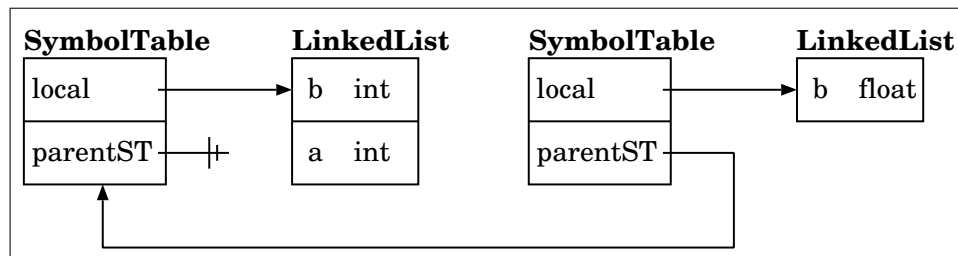 SymbolTable LinkedList SymbolTable LinkedList
local b int local b float
parentST a int parentST